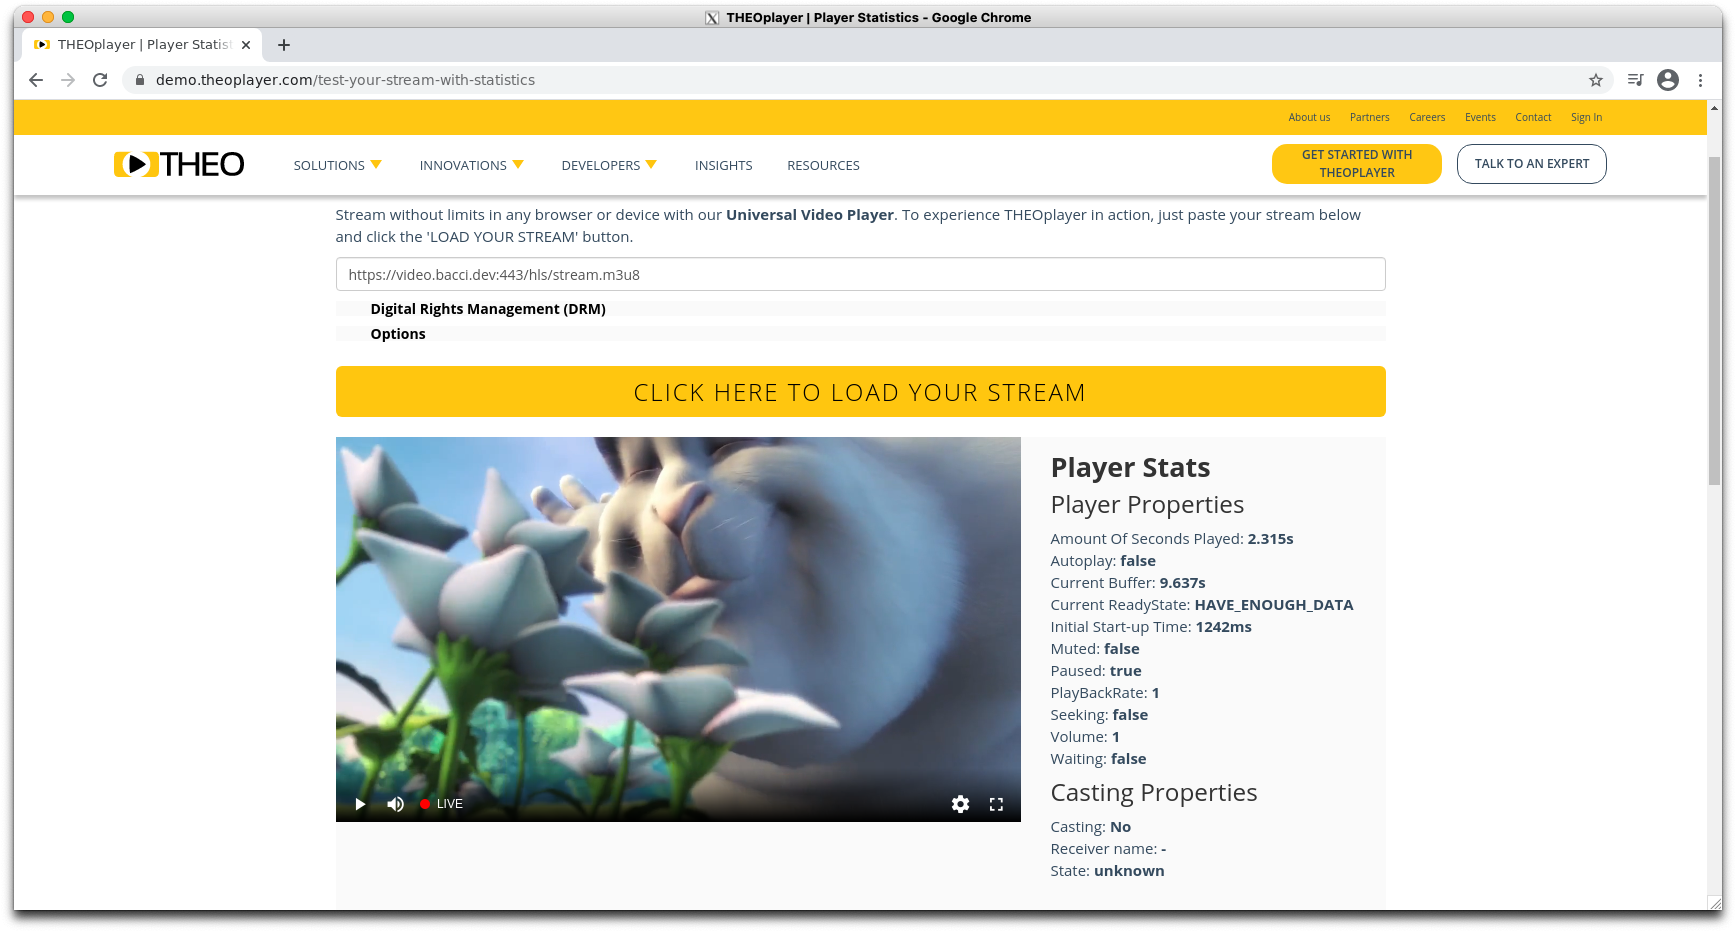 THEOplayer | Player Statistics - Google Chrome
THEOplayer | Player Statist
demo.theoplayer.com/test-your-stream-with-statistics
About us Partners Careers Events Contact Sign In
THEO SOLUTIONS INNOVATIONS DEVELOPERS INSIGHTS RESOURCES
GET STARTED WITH
THEOPLAYER
TALK TO AN EXPERT
Stream without limits in any browser or device with our Universal Video Player. To experience THEOplayer in action, just paste your stream below
and click the 'LOAD YOUR STREAM' button.
https://video.bacci.dev:443/hls/stream.m3u8
Digital Rights Management (DRM)
Options
CLICK HERE TO LOAD YOUR STREAM
LIVE
Player Stats
Player Properties
Amount Of Seconds Played: 2.315s
Autoplay: false
Current Buffer: 9.637s
Current ReadyState: HAVE_ENOUGH_DATA
Initial Start-up Time: 1242ms
Muted: false
Paused: true
PlayBackRate: 1
Seeking: false
Volume: 1
Waiting: false
Casting Properties
Casting: No
Receiver name: -
State: unknown